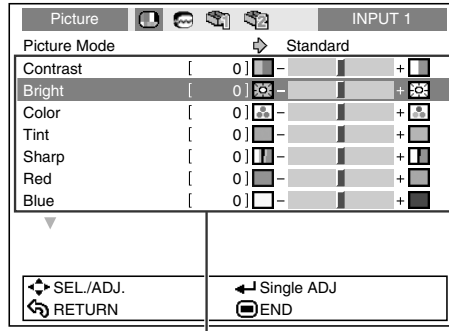 Picture INPUT 1
Picture Mode Standard
Contrast [ 0 ] – +
Bright [ 0 ] – +
Color [ 0 ] – +
Tint [ 0 ] – +
Sharp [ 0 ] – +
Red [ 0 ] – +
Blue [ 0 ] – +
SEL./ADJ. Single ADJ
RETURN END